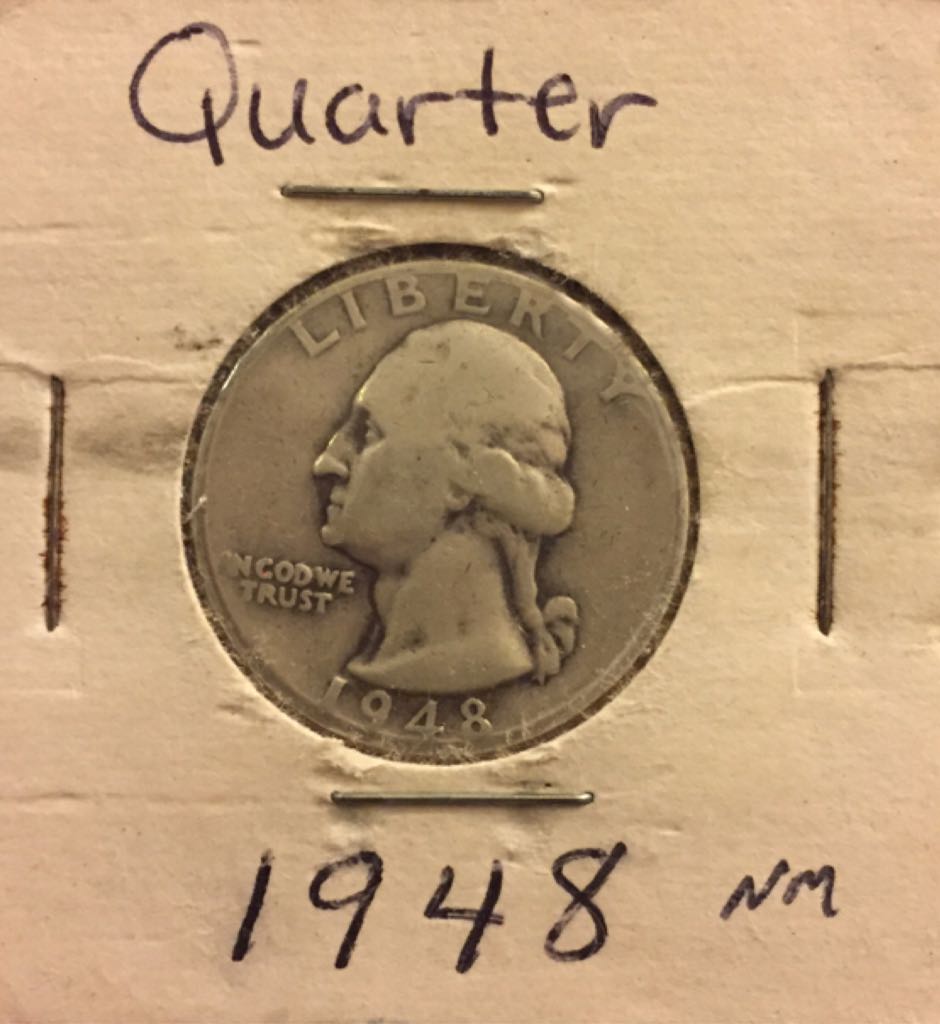 Quarter
LIBERTY
IN GOD WE
TRUST
1948
1948 NM